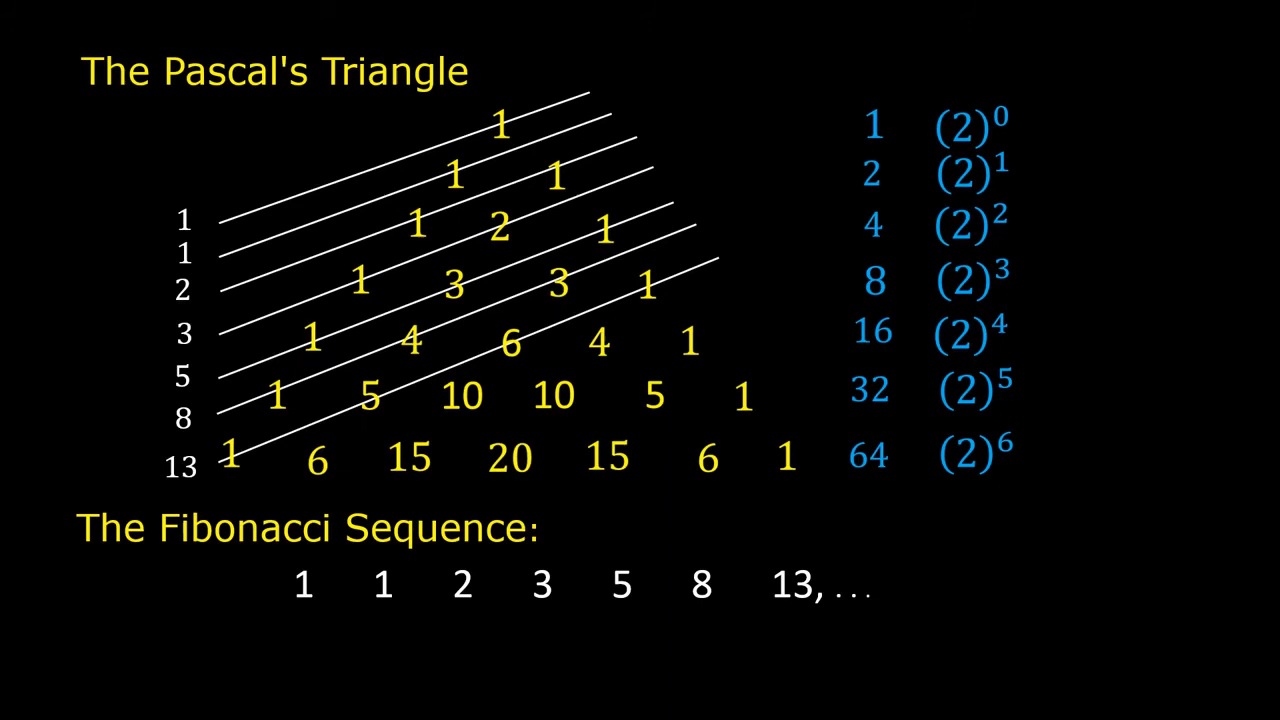 The Pascal's Triangle
1 1 (2)^0
1 1 2 (2)^1
1 1 2 1 4 (2)^2
1
2 1 3 3 1 8 (2)^3
3 1 4 6 4 1 16 (2)^4
5 1 5 10 10 5 1 32 (2)^5
8
13 1 6 15 20 15 6 1 64 (2)^6
The Fibonacci Sequence:
1 1 2 3 5 8 13, . . .